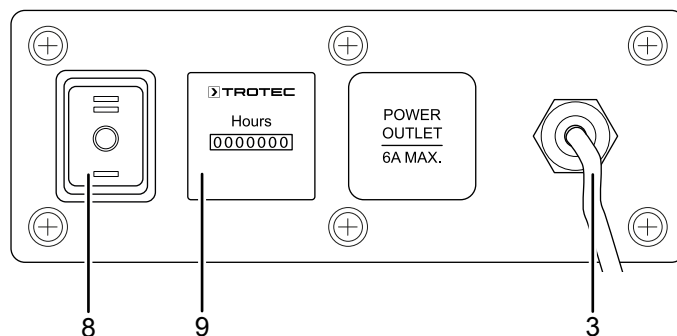 TROTEC
Hours
0000000
POWER
OUTLET
6A MAX.
8
9
3